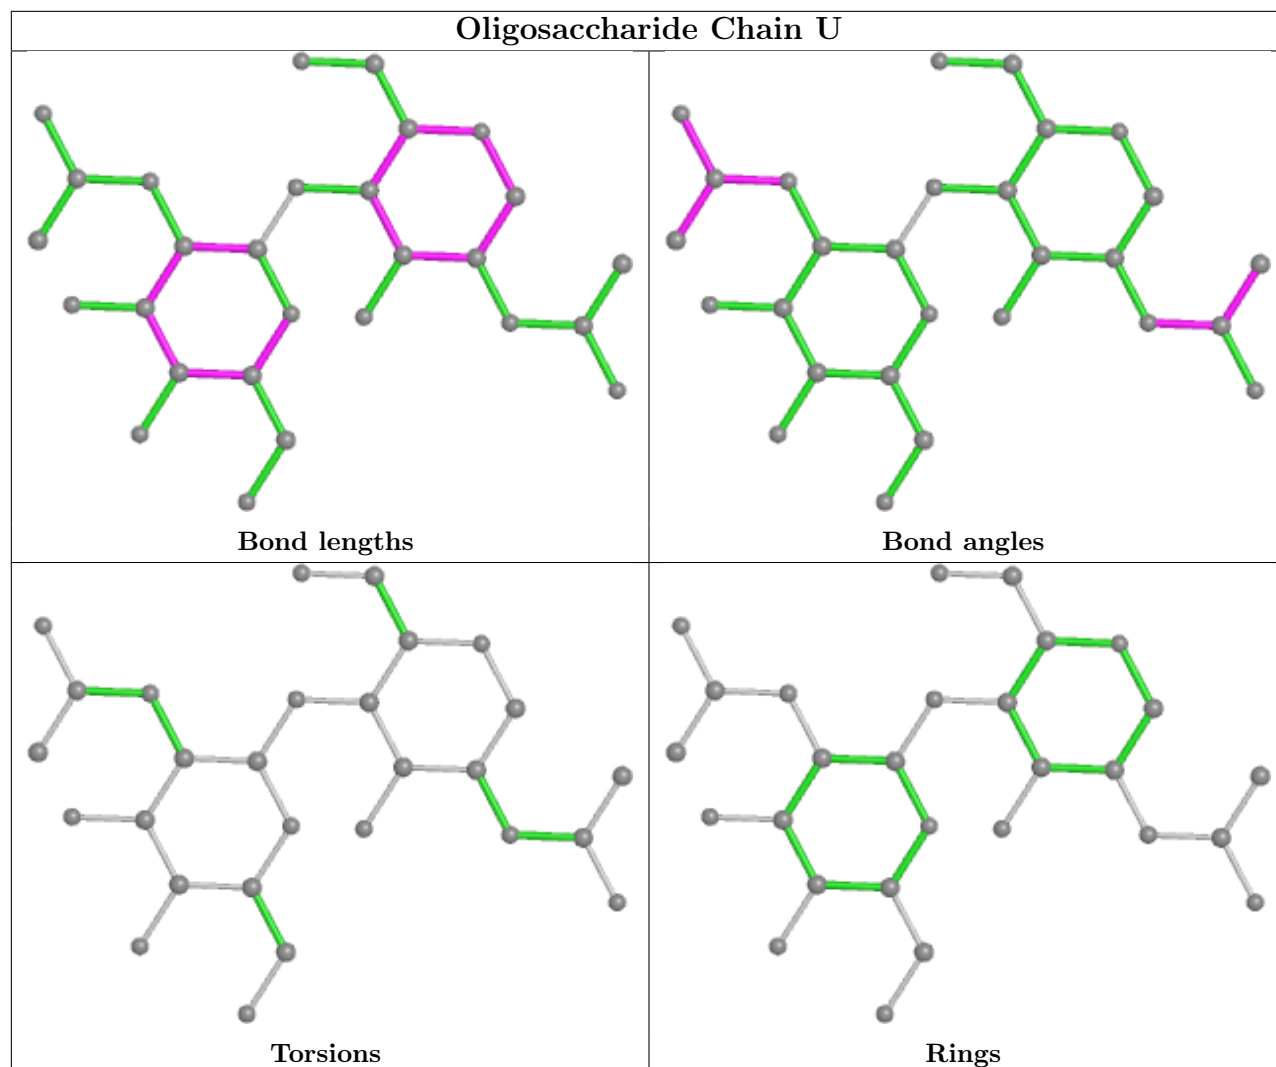 Oligosaccharide Chain U
Bond lengths
Bond angles
Torsions
Rings